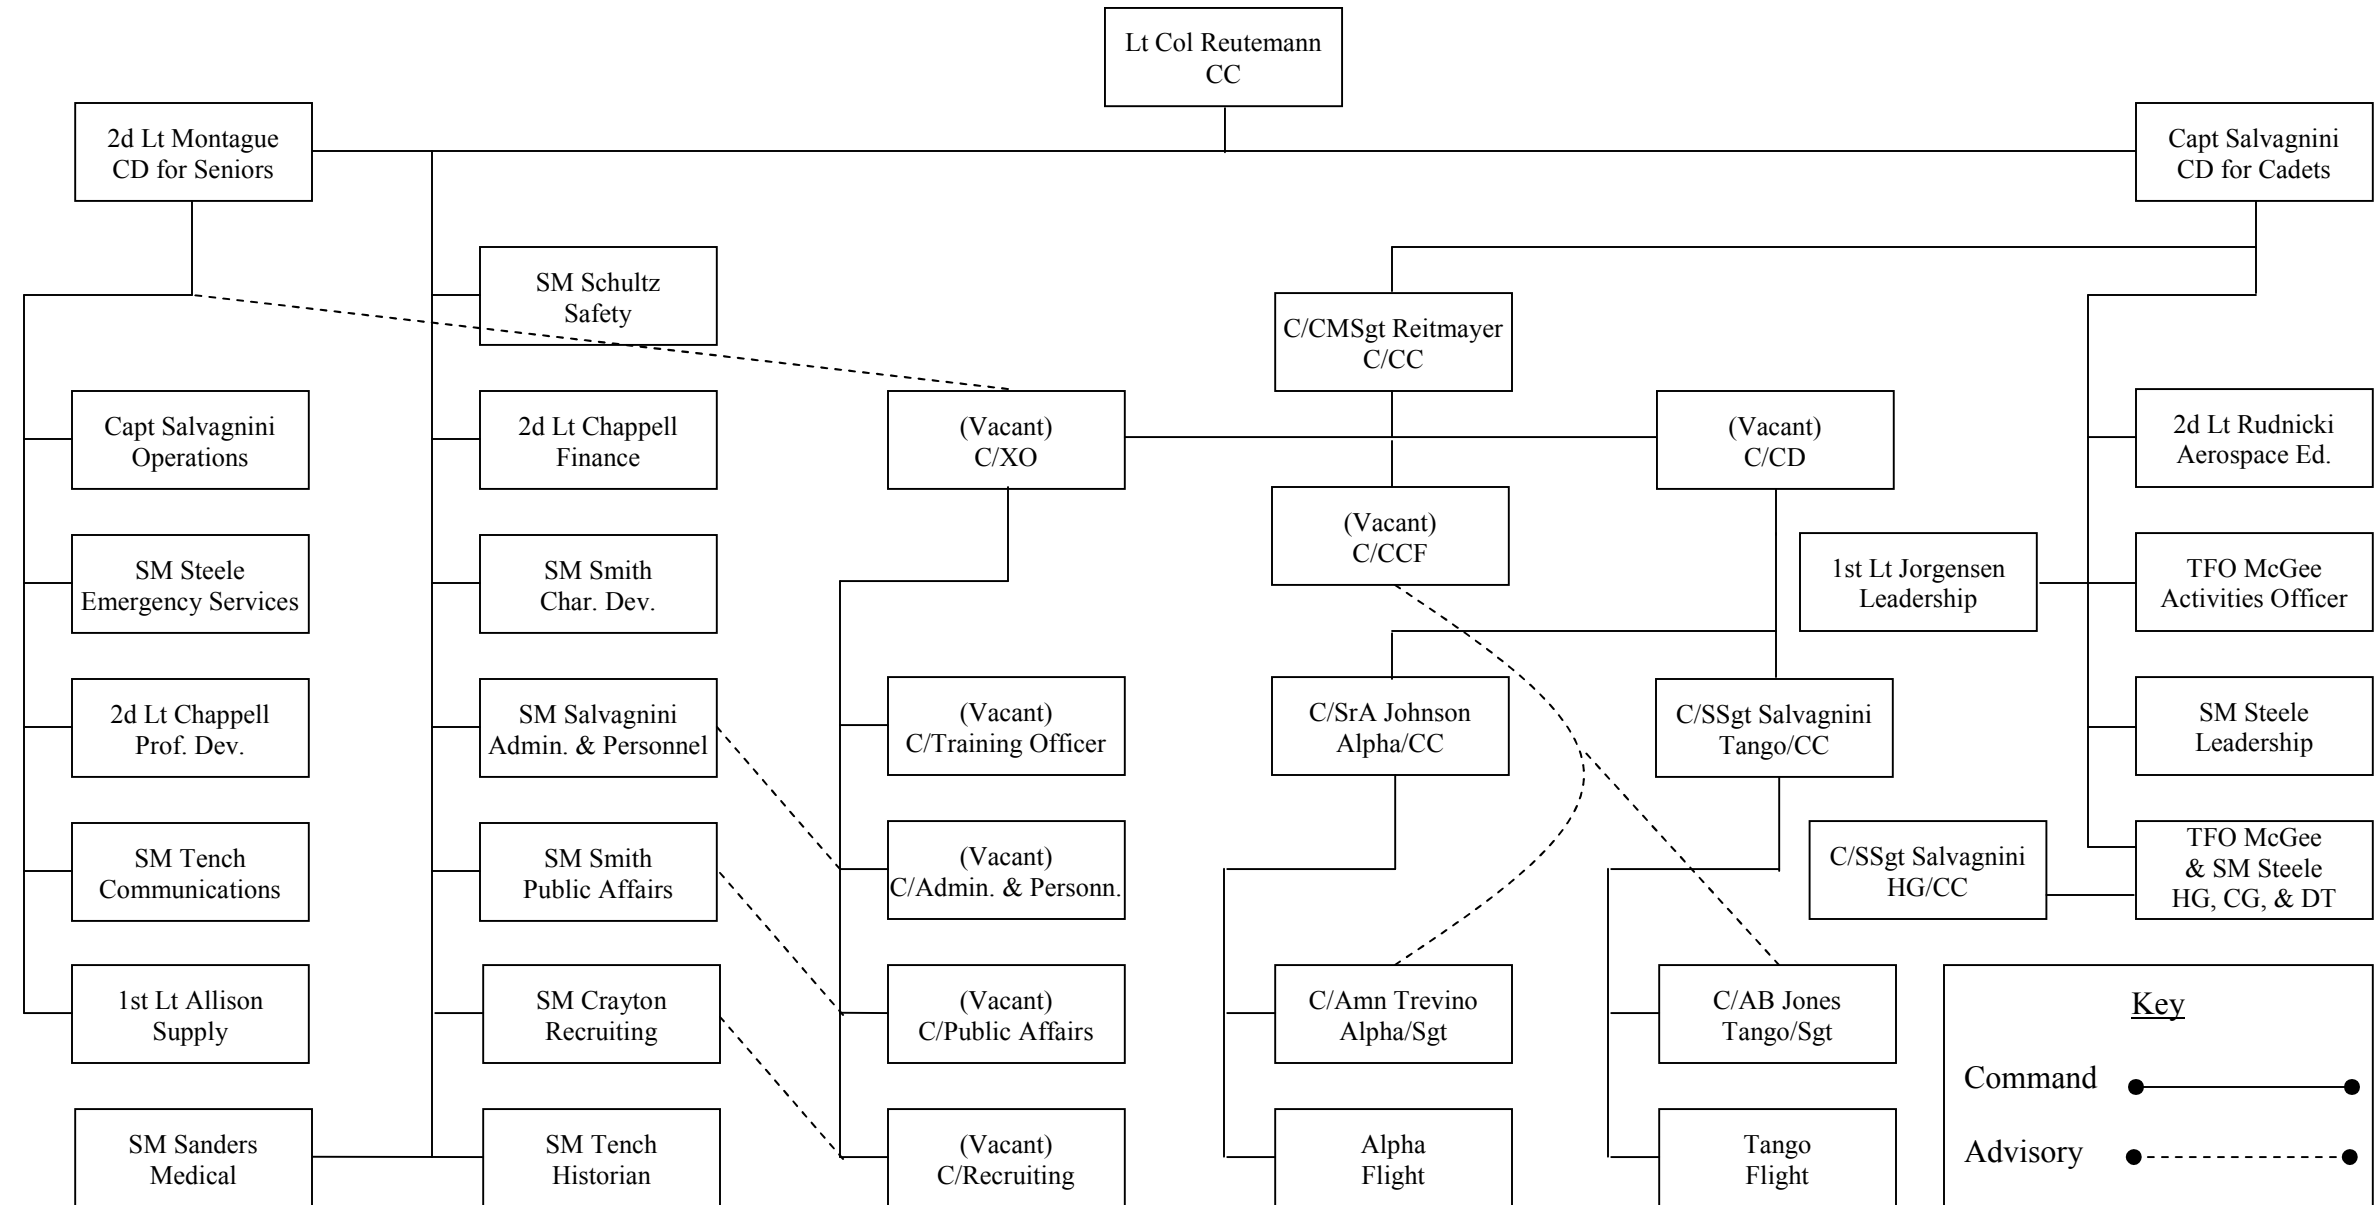 Lt Col Reutemann
CC
2d Lt Montague
CD for Seniors
Capt Salvagnini
CD for Cadets
SM Schultz
Safety
C/CMSgt Reitmayer
C/CC
Capt Salvagnini
Operations
2d Lt Chappell
Finance
(Vacant)
C/XO
(Vacant)
C/CD
2d Lt Rudnicki
Aerospace Ed.
(Vacant)
C/CCF
SM Steele
Emergency Services
SM Smith
Char. Dev.
1st Lt Jorgensen
Leadership
TFO McGee
Activities Officer
2d Lt Chappell
Prof. Dev.
SM Salvagnini
Admin. & Personnel
(Vacant)
C/Training Officer
C/SrA Johnson
Alpha/CC
C/SSgt Salvagnini
Tango/CC
SM Steele
Leadership
SM Tench
Communications
SM Smith
Public Affairs
(Vacant)
C/Admin. & Personn.
C/SSgt Salvagnini
HG/CC
TFO McGee
& SM Steele
HG, CG, & DT
1st Lt Allison
Supply
SM Crayton
Recruiting
(Vacant)
C/Public Affairs
C/Amn Trevino
Alpha/Sgt
C/AB Jones
Tango/Sgt
Key
Command
Advisory
SM Sanders
Medical
SM Tench
Historian
(Vacant)
C/Recruiting
Alpha
Flight
Tango
Flight